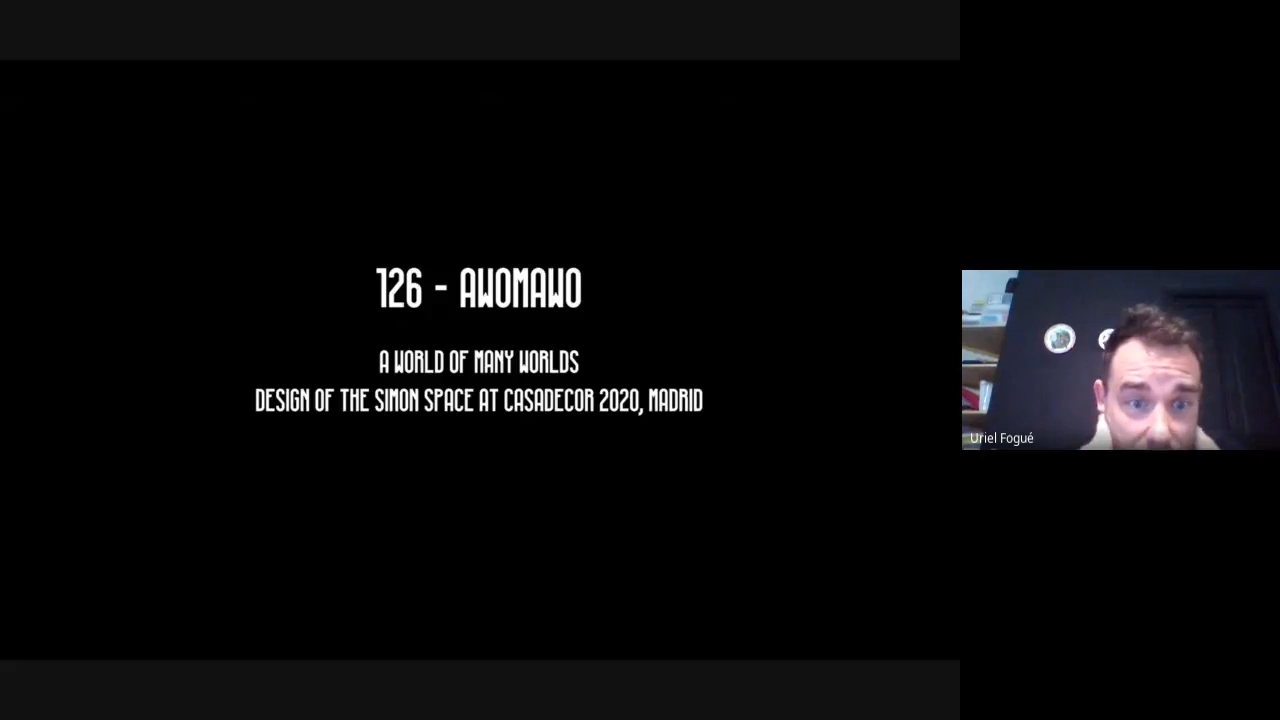 126 - AWOMAWO
A WORLD OF MANY WORLDS
DESIGN OF THE SIMON SPACE AT CASADECOR 2020, MADRID
Uriel Fogué